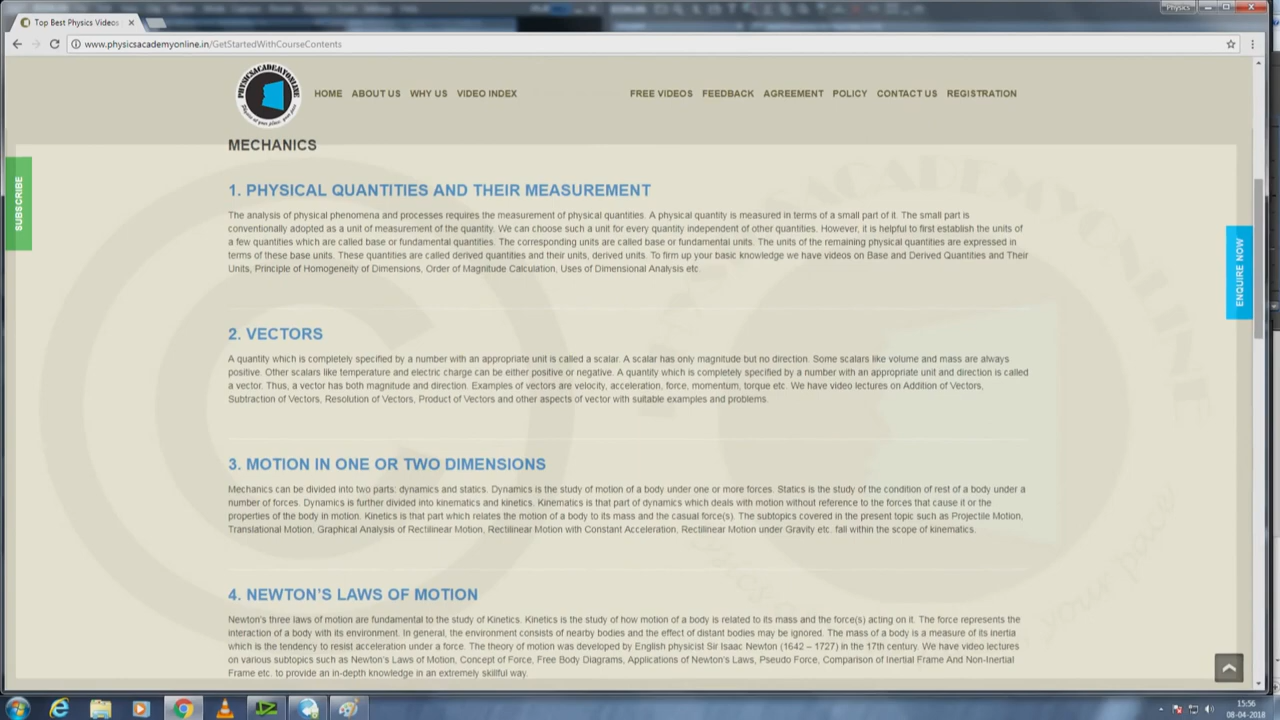 Top Best Physics Videos
Physics
www.physicsacademyonline.in/GetStartedWithCourseContents
PHYSICSACADEMYONLINE
HOME ABOUT US WHY US VIDEO INDEX FREE VIDEOS FEEDBACK AGREEMENT POLICY CONTACT US REGISTRATION
MECHANICS
SUBSCRIBE
ENQUIRE NOW
1. PHYSICAL QUANTITIES AND THEIR MEASUREMENT
The analysis of physical phenomena and processes requires the measurement of physical quantities. A physical quantity is measured in terms of a small part of it. The small part is
conventionally adopted as a unit of measurement of the quantity. We can choose such a unit for every quantity independent of other quantities. However, it is helpful to first establish the units of
a few quantities which are called base or fundamental quantities. The corresponding units are called base or fundamental units. The units of the remaining physical quantities are expressed in
terms of these base units. These quantities are called derived quantities and their units, derived units. To firm up your basic knowledge we have videos on Base and Derived Quantities and Their
Units, Principle of Homogeneity of Dimensions, Order of Magnitude Calculation, Uses of Dimensional Analysis etc.
2. VECTORS
A quantity which is completely specified by a number with an appropriate unit is called a scalar. A scalar has only magnitude but no direction. Some scalars like volume and mass are always
positive. Other scalars like temperature and electric charge can be either positive or negative. A quantity which is completely specified by a number with an appropriate unit and direction is called
a vector. Thus, a vector has both magnitude and direction. Examples of vectors are velocity, acceleration, force, momentum, torque etc. We have video lectures on Addition of Vectors,
Subtraction of Vectors, Resolution of Vectors, Product of Vectors and other aspects of vector with suitable examples and problems.
3. MOTION IN ONE OR TWO DIMENSIONS
Mechanics can be divided into two parts: dynamics and statics. Dynamics is the study of motion of a body under one or more forces. Statics is the study of the condition of rest of a body under a
number of forces. Dynamics is further divided into kinematics and kinetics. Kinematics is that part of dynamics which deals with motion without reference to the forces that cause it or the
properties of the body in motion. Kinetics is that part which relates the motion of a body to its mass and the casual force(s). The subtopics covered in the present topic such as Projectile Motion,
Translational Motion, Graphical Analysis of Rectilinear Motion, Rectilinear Motion with Constant Acceleration, Rectilinear Motion under Gravity etc. fall within the scope of kinematics.
4. NEWTON'S LAWS OF MOTION
Newton's three laws of motion are fundamental to the study of Kinetics. Kinetics is the study of how motion of a body is related to its mass and the force(s) acting on it. The force represents the
interaction of a body with its environment. In general, the environment consists of nearby bodies and the effect of distant bodies may be ignored. The mass of a body is a measure of its inertia
which is the tendency to resist acceleration under a force. The theory of motion was developed by English physicist Sir Isaac Newton (1642 – 1727) in the 17th century. We have video lectures
on various subtopics such as Newton's Laws of Motion, Concept of Force, Free Body Diagrams, Applications of Newton's Laws, Pseudo Force, Comparison of Inertial Frame And Non-Inertial
Frame etc. to provide an in-depth knowledge in an extremely skillful way.
15:56
08-04-2018